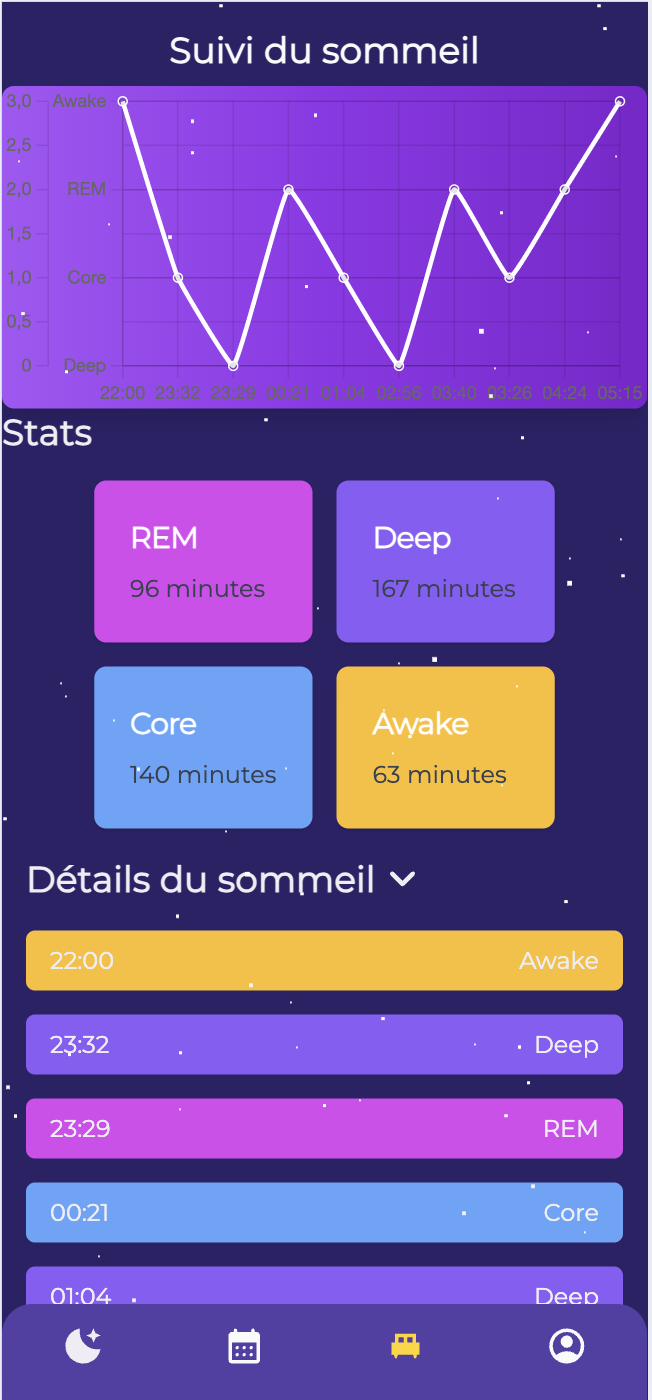 Suivi du sommeil
3,0 Awake
2,5
2,0 REM
1,5
1,0 Core
0,5
0 Deep
22:00 23:32 23:29 00:21 01:04 02:56 03:40 03:26 04:24 05:15
Stats
REM Deep
96 minutes 167 minutes
Core Awake
140 minutes 63 minutes
Détails du sommeil
22:00 Awake
23:32 Deep
23:29 REM
00:21 Core
01:04 Deep